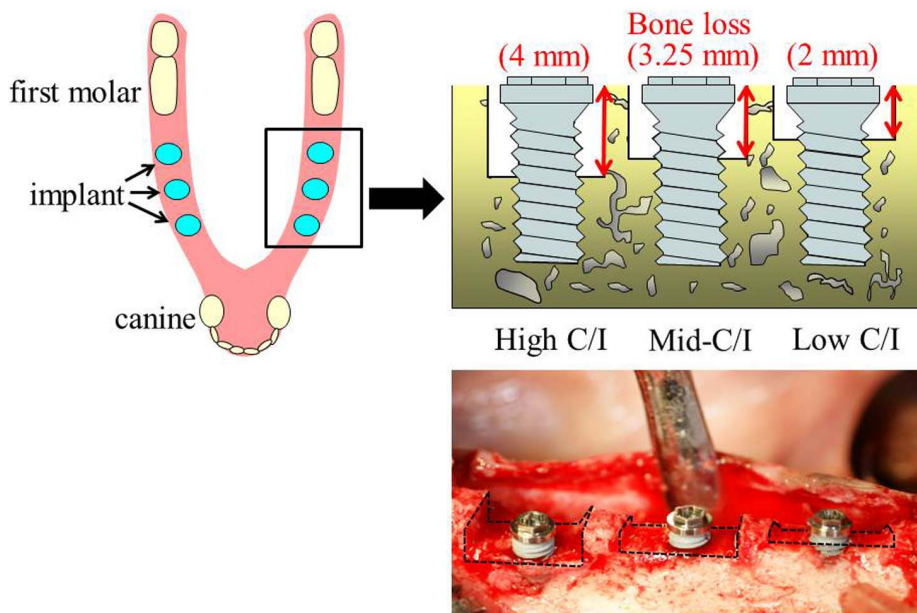 Bone loss
(4 mm) (3.25 mm) (2 mm)
first molar
implant
canine
High C/I Mid-C/I Low C/I